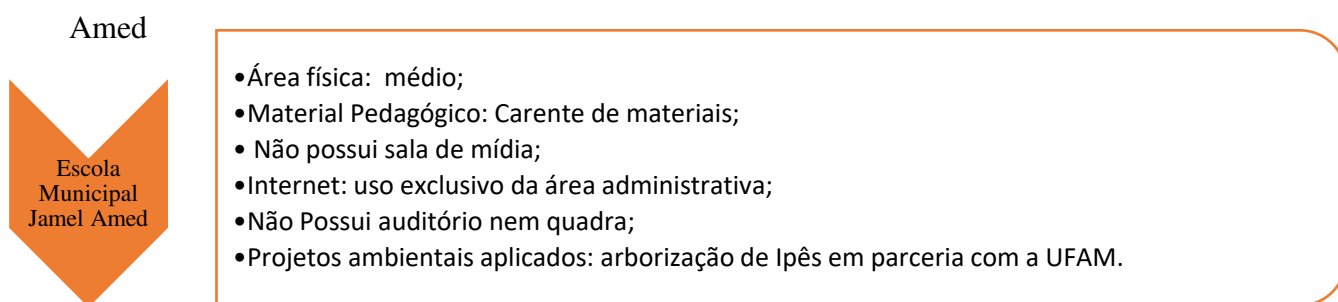 Amed
Escola
Municipal
Jamel Amed
•Área física:  médio;
•Material Pedagógico: Carente de materiais;
• Não possui sala de mídia;
•Internet: uso exclusivo da área administrativa;
•Não Possui auditório nem quadra;
•Projetos ambientais aplicados: arborização de Ipês em parceria com a UFAM.